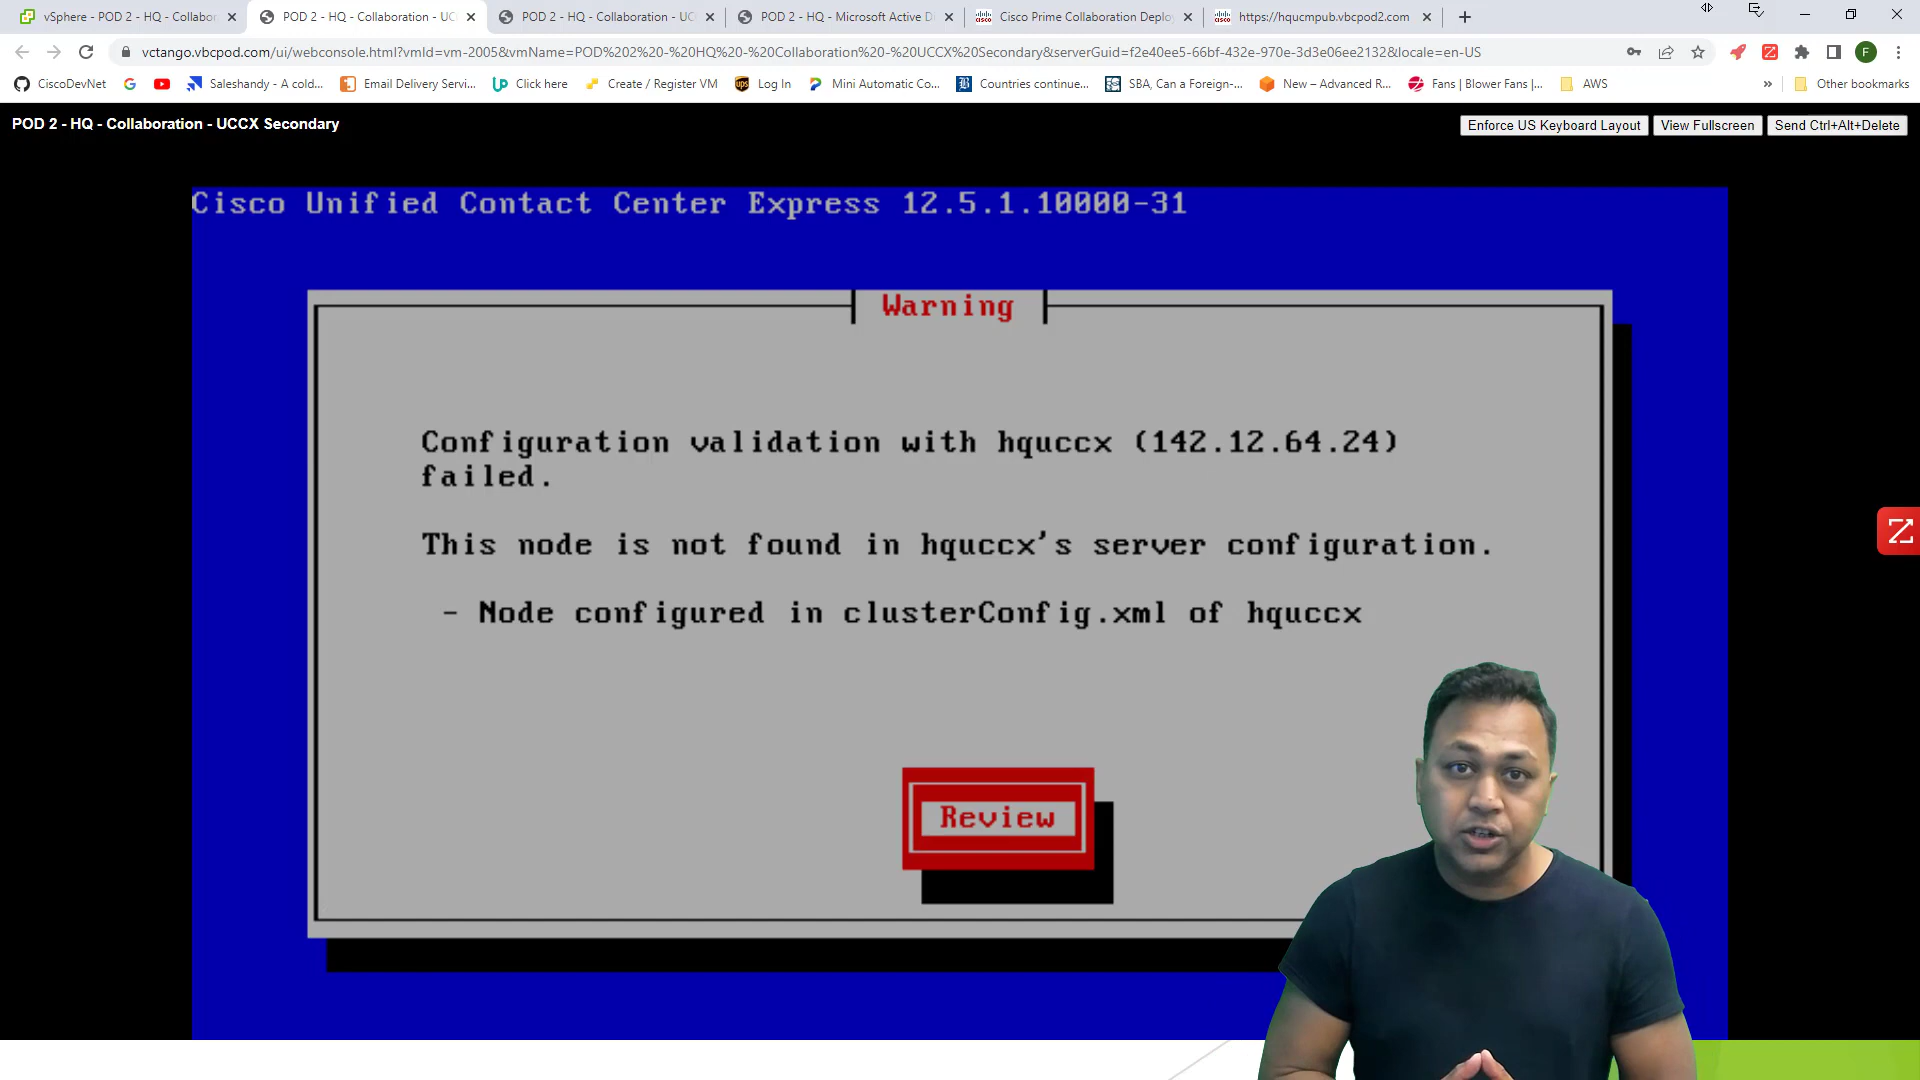 vSphere - POD 2 - HQ - Collabor
POD 2 - HQ - Collaboration - UC
POD 2 - HQ - Collaboration - UC
POD 2 - HQ - Microsoft Active Di
Cisco Prime Collaboration Deplo
https://hqucmpub.vbcpod2.com
vctango.vbcpod.com/ui/webconsole.html?vmId=vm-2005&vmName=POD%202%20-%20HQ%20-%20Collaboration%20-%20UCCX%20Secondary&serverGuid=f2e40ee5-66bf-432e-970e-3d3e06ee2132&locale=en-US
F
CiscoDevNet
Saleshandy - A cold...
Email Delivery Servi...
Click here
Create / Register VM
Log In
Mini Automatic Co...
Countries continue...
SBA, Can a Foreign-...
New – Advanced R...
Fans | Blower Fans |...
AWS
»
Other bookmarks
POD 2 - HQ - Collaboration - UCCX Secondary
Enforce US Keyboard Layout
View Fullscreen
Send Ctrl+Alt+Delete
Cisco Unified Contact Center Express 12.5.1.10000-31
Warning
Configuration validation with hquccx (142.12.64.24)
failed.
This node is not found in hquccx's server configuration.
- Node configured in clusterConfig.xml of hquccx
Review